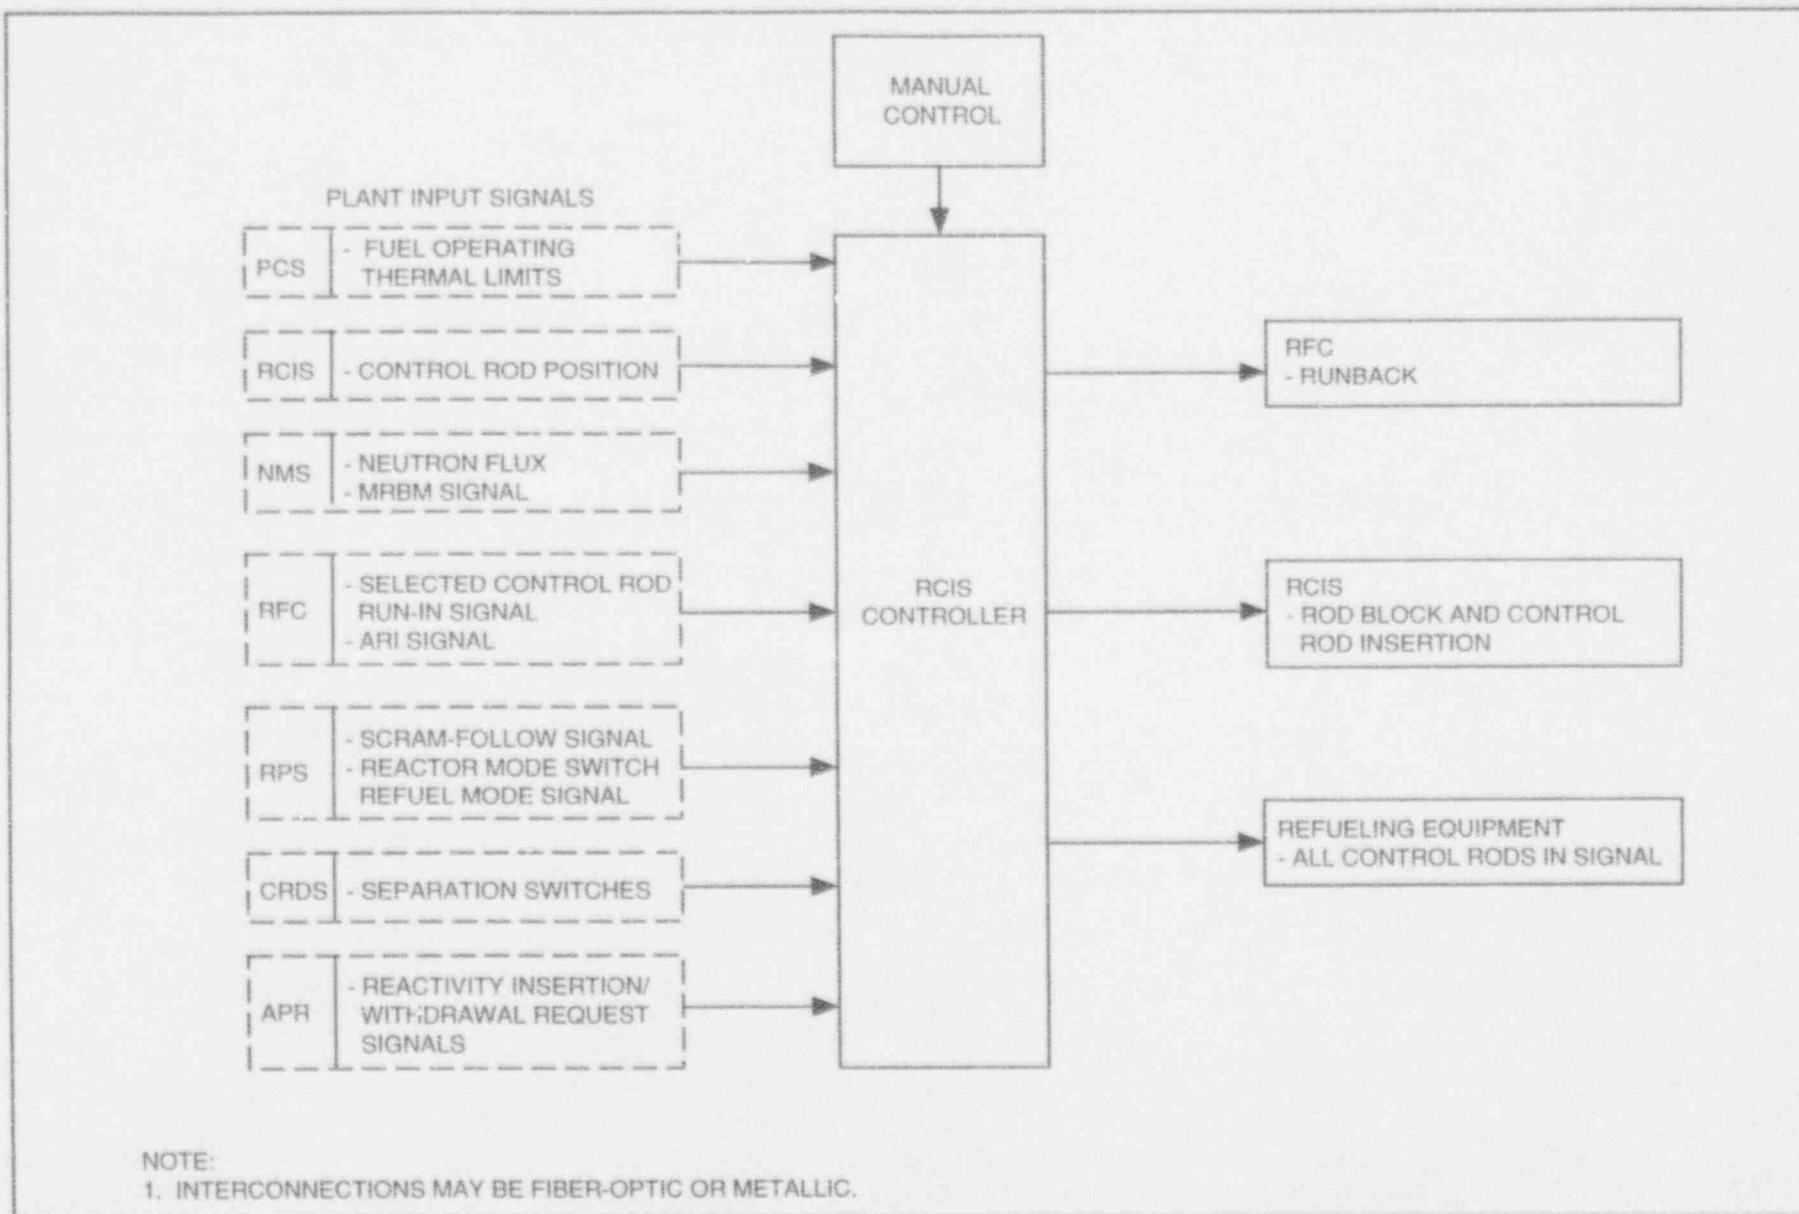 MANUAL
CONTROL
PLANT INPUT SIGNALS
PCS
- FUEL OPERATING
THERMAL LIMITS
RCIS
- CONTROL ROD POSITION
NMS
- NEUTRON FLUX
- MRBM SIGNAL
RFC
- SELECTED CONTROL ROD
RUN-IN SIGNAL
- ARI SIGNAL
RPS
- SCRAM-FOLLOW SIGNAL
- REACTOR MODE SWITCH
REFUEL MODE SIGNAL
CRDS
- SEPARATION SWITCHES
APR
- REACTIVITY INSERTION/
WITHDRAWAL REQUEST
SIGNALS
RCIS
CONTROLLER
RFC
- RUNBACK
RCIS
- ROD BLOCK AND CONTROL
ROD INSERTION
REFUELING EQUIPMENT
- ALL CONTROL RODS IN SIGNAL
NOTE:
1. INTERCONNECTIONS MAY BE FIBER-OPTIC OR METALLIC.